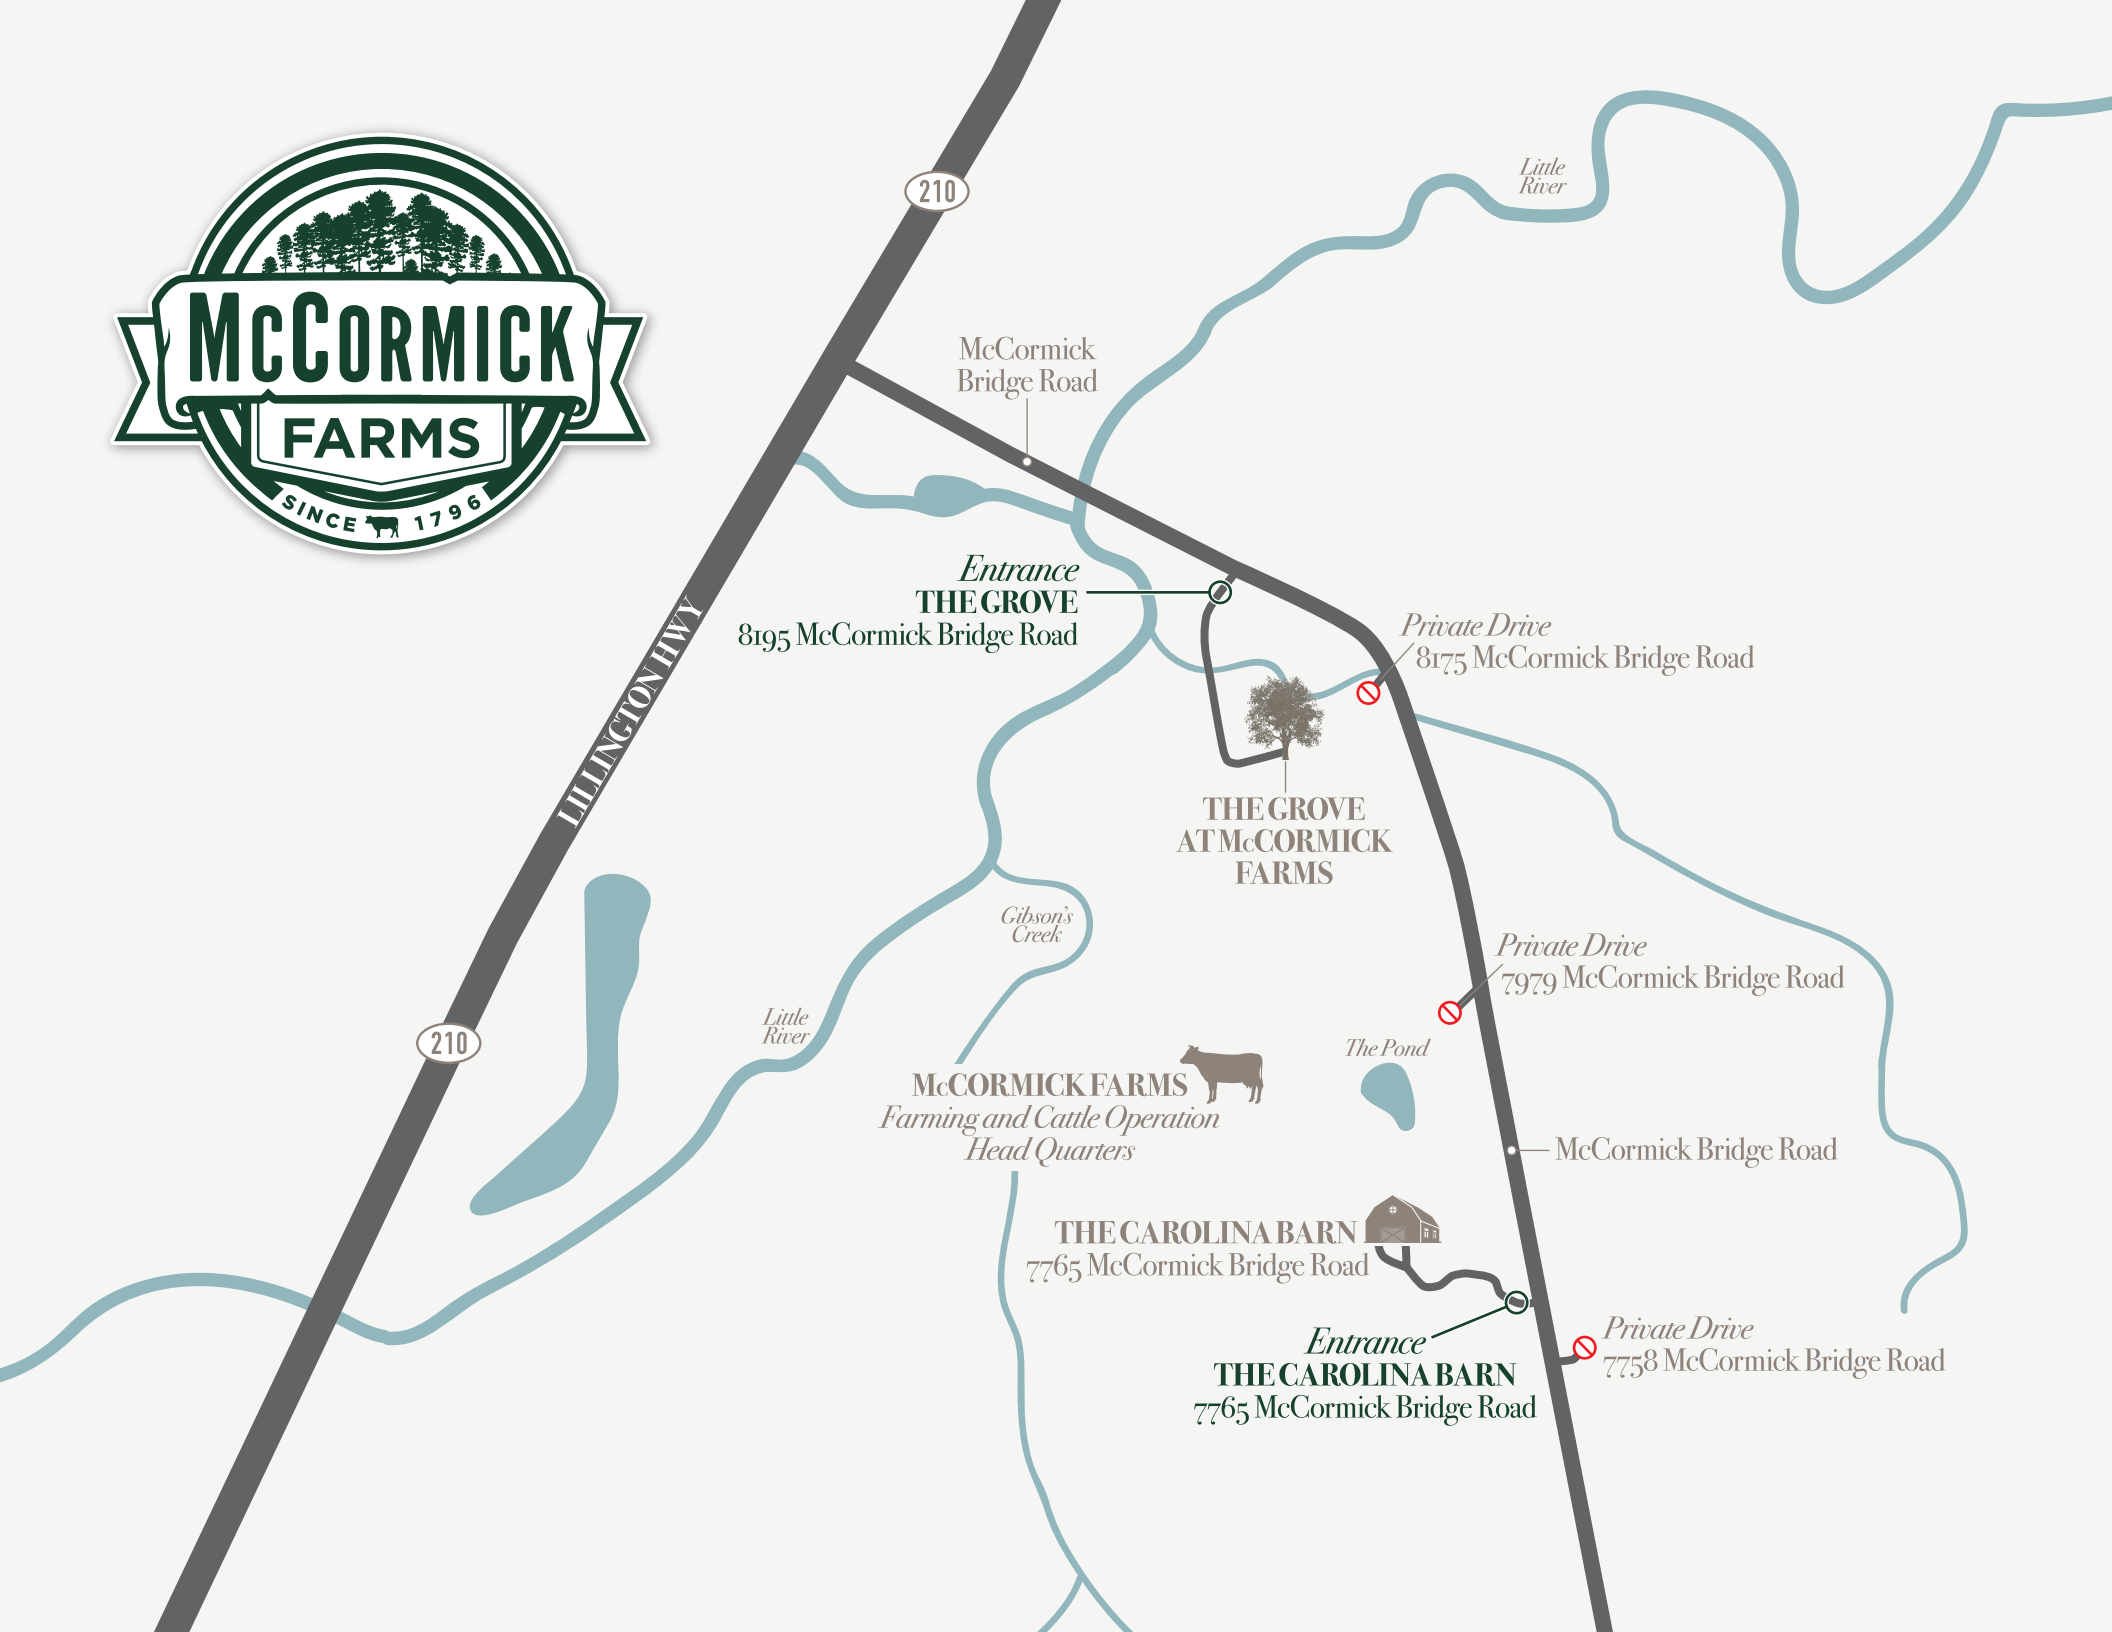 McCORMICK
FARMS
SINCE 1796
210
Little
River
McCormick
Bridge Road
Entrance
THE GROVE
8195 McCormick Bridge Road
Private Drive
8175 McCormick Bridge Road
LILLINGTON HWY
THE GROVE
AT McCORMICK
FARMS
Gibson's
Creek
Private Drive
7979 McCormick Bridge Road
Little
River
210
The Pond
McCORMICK FARMS
Farming and Cattle Operation
Head Quarters
McCormick Bridge Road
THE CAROLINA BARN
7765 McCormick Bridge Road
Entrance
THE CAROLINA BARN
7765 McCormick Bridge Road
Private Drive
7758 McCormick Bridge Road